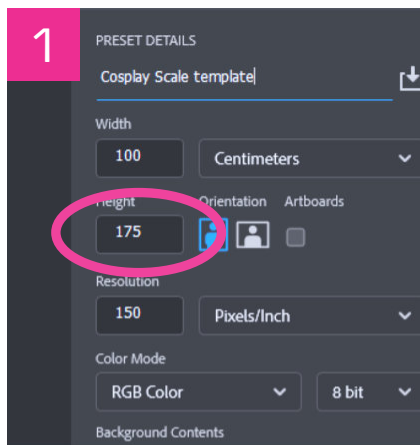 1
PRESET DETAILS
Cosplay Scale template
Width
100 Centimeters
Height Orientation Artboards
175
Resolution
150 Pixels/Inch
Color Mode
RGB Color 8 bit
Background Contents